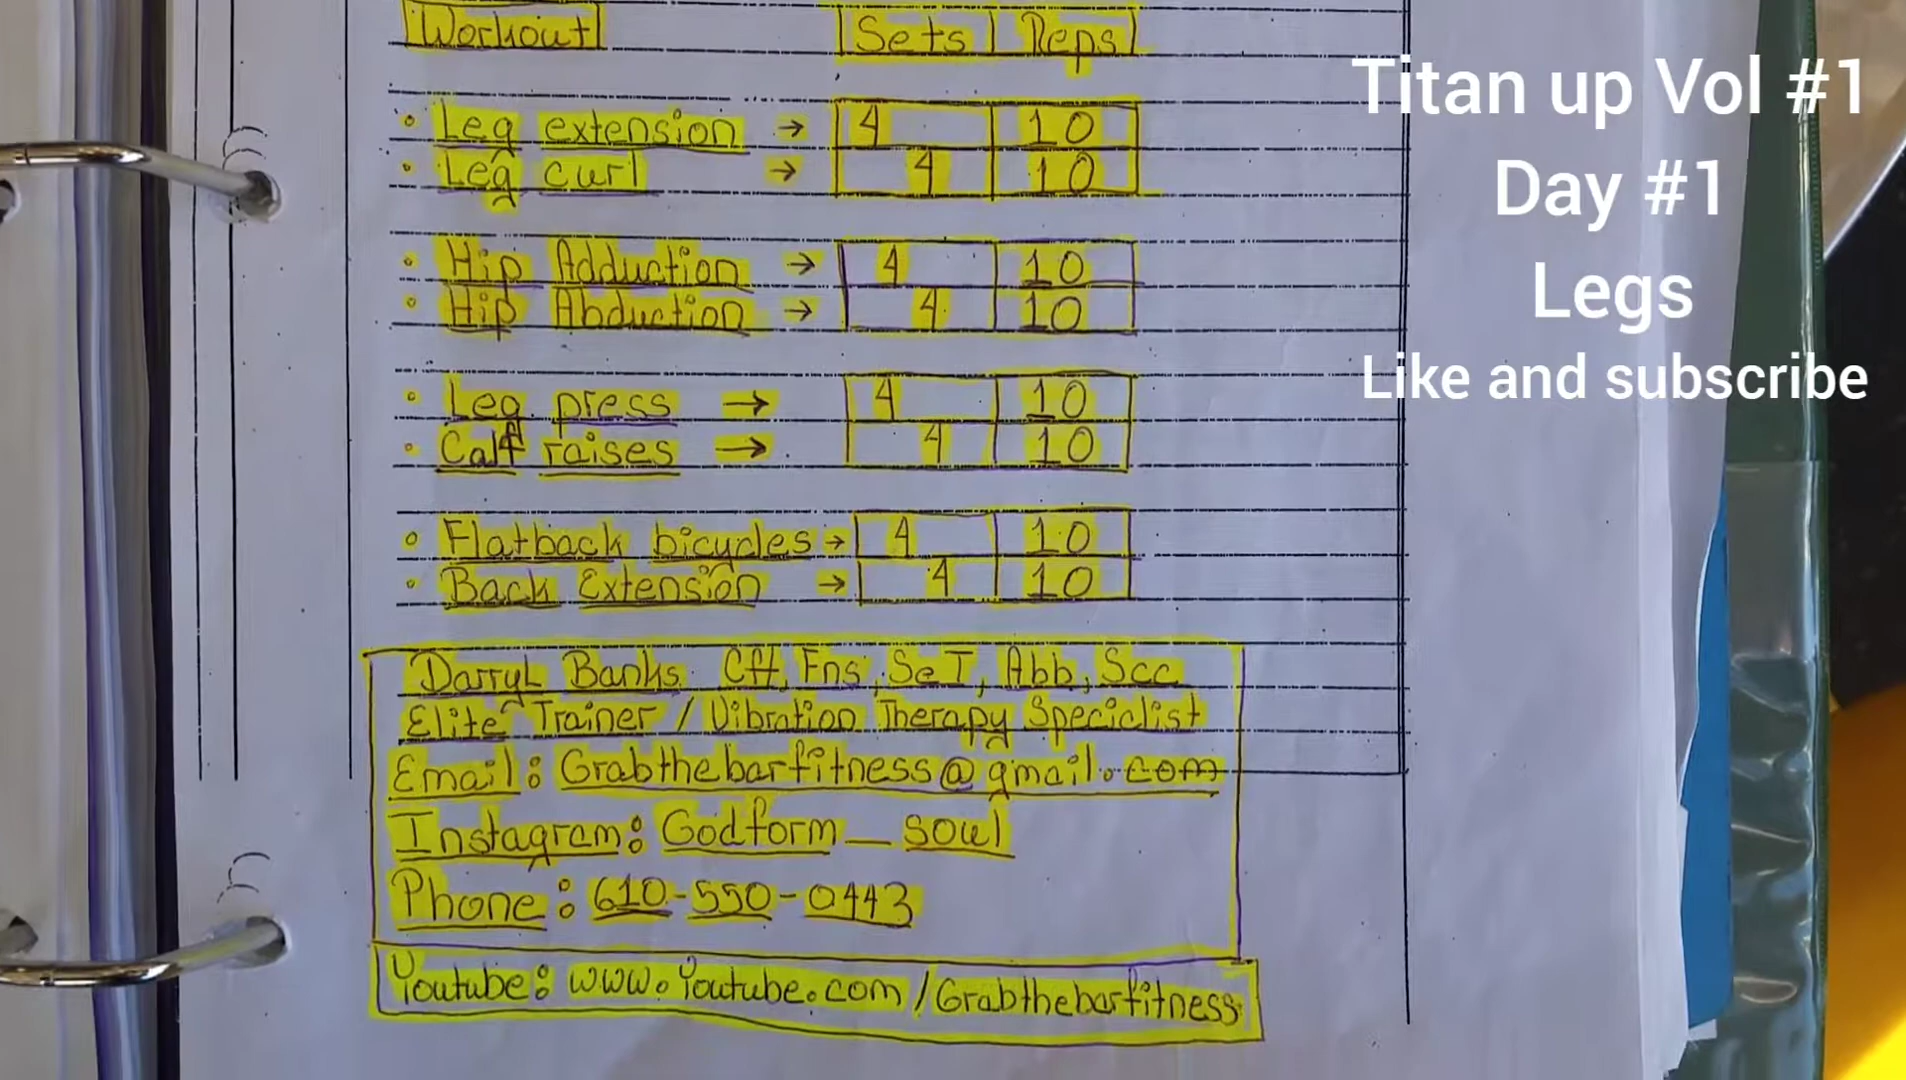 Workout Sets Reps
Leg extension → 4 10
Leg curl → 4 10
Hip Adduction → 4 10
Hip Abduction → 4 10
Leg press → 4 10
Calf raises → 4 10
Flatback bicycles → 4 10
Back Extension → 4 10
Darryl Banks Cft, Fns, SeT, Abb, Scc
Elite Trainer / Vibration Therapy Specialist
Email: Grabthebarfitness@gmail.com
Instagram: Godform_soul
Phone: 610-550-0443
Youtube: www.Youtube.com/Grabthebarfitness
Titan up Vol #1
Day #1
Legs
Like and subscribe